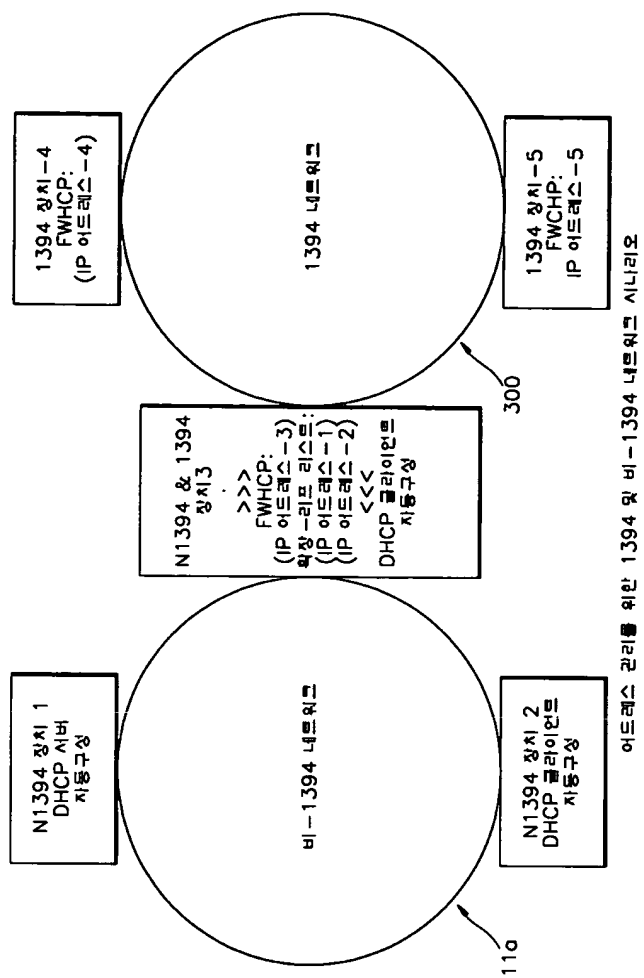 N1394 장치 1
DHCP 서버
자동구성
비-1394 네트워크
N1394 장치 2
DHCP 클라이언트
자동구성
11a
N1394 & 1394
장치3
>>>
FWHCP:
(IP 어드레스-3)
확장-리프 리스트:
(IP 어드레스-1)
(IP 어드레스-2)
<<<
DHCP 클라이언트
자동구성
1394 장치-4
FWHCP:
(IP 어드레스-4)
1394 네트워크
1394 장치-5
FWCHP:
IP 어드레스-5
300
어드레스 관리를 위한 1394 및 비-1394 네트워크 시나리오